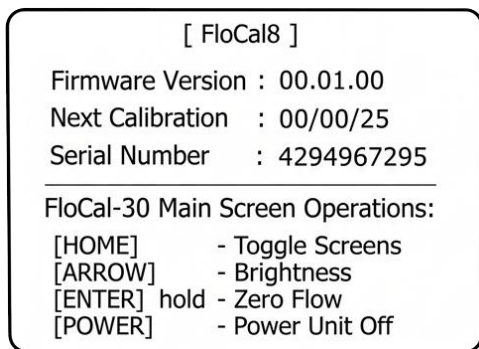 [ FloCal8 ]
Firmware Version : 00.01.00
Next Calibration : 00/00/25
Serial Number : 4294967295
FloCal-30 Main Screen Operations:
[HOME] - Toggle Screens
[ARROW] - Brightness
[ENTER] hold - Zero Flow
[POWER] - Power Unit Off